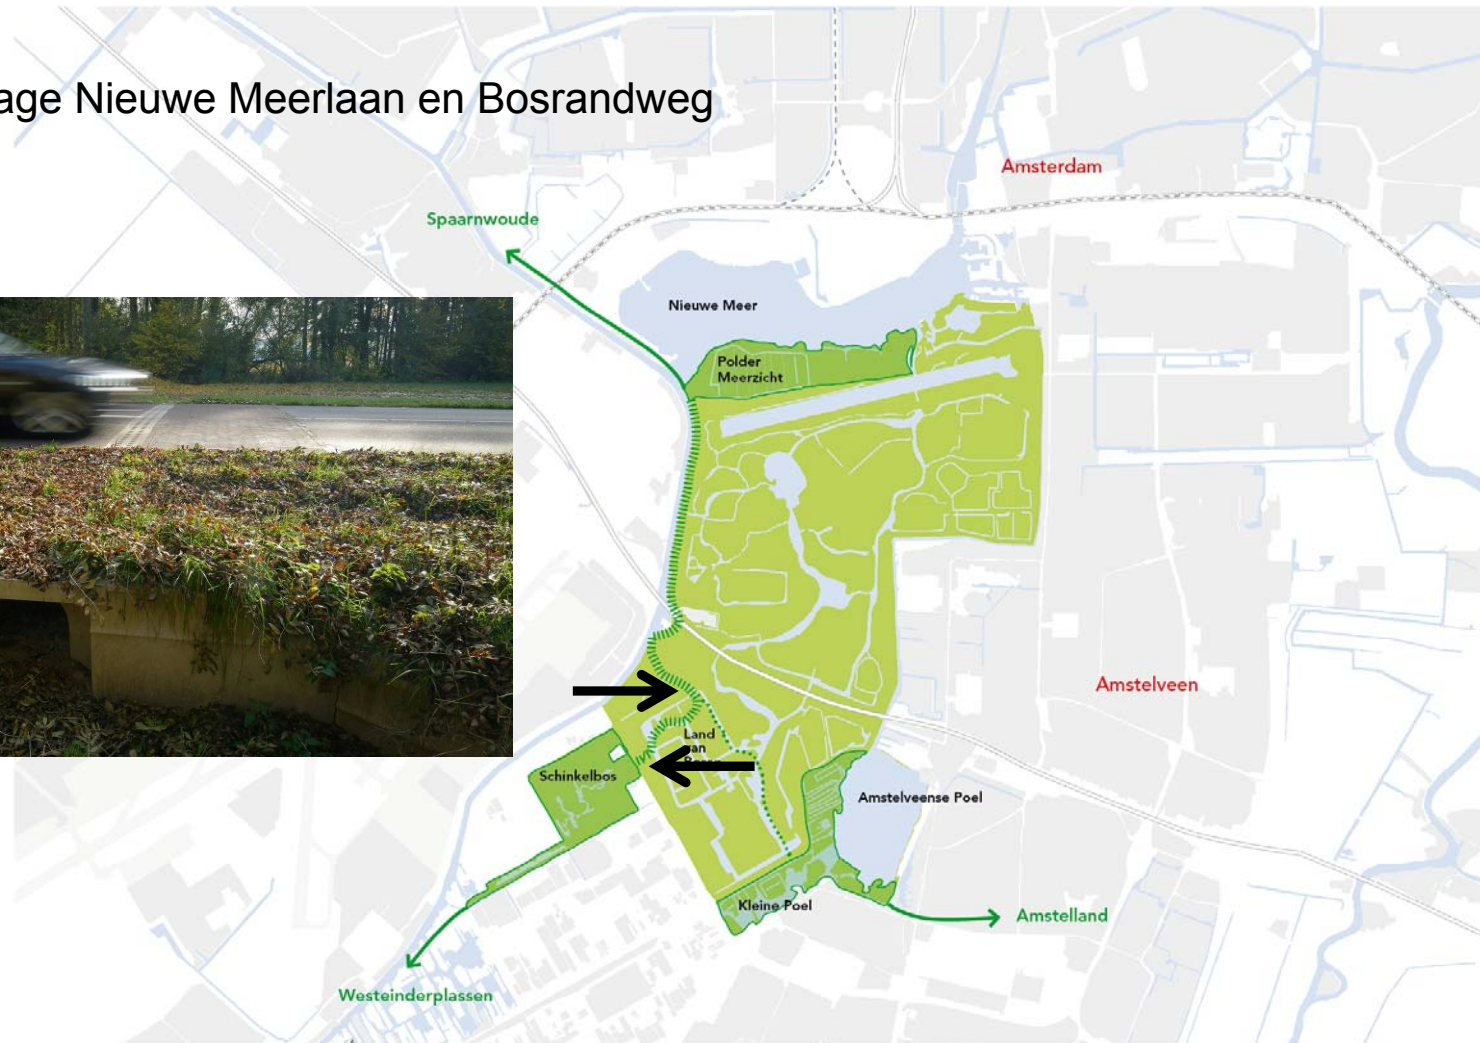 age Nieuwe Meerlaan en Bosrandweg
Amsterdam
Spaarnwoude
Nieuwe Meer
Polder
Meerzicht
Amstelveen
Land
van
Schinkelbos
Amstelveense Poel
Kleine Poel
Amstelland
Westeinderplassen